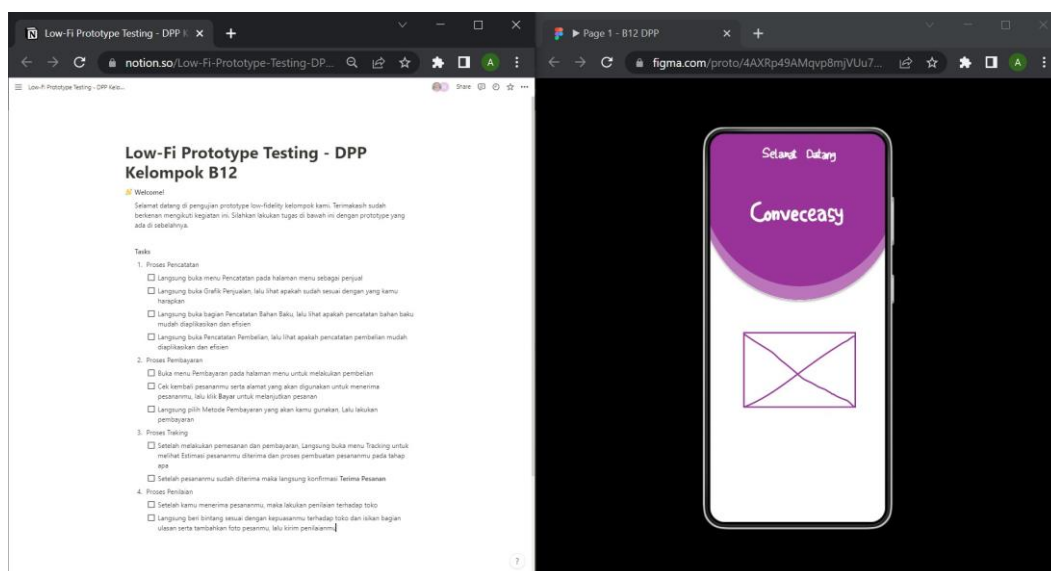 Low-Fi Prototype Testing - DPP K
notion.so/Low-Fi-Prototype-Testing-DP...
A
Low-Fi-Prototype Testing - DPP Kelo...
Share
Low-Fi Prototype Testing - DPP
Kelompok B12
Welcome!
Selamat datang di pengujian prototype low-fidelity kelompok kami. Terimakasih sudah
berkenan mengikuti kegiatan ini. Silahkan lakukan tugas di bawah ini dengan prototype yang
ada di sebelahnya.
Tasks
1. Proses Pencatatan
Langsung buka menu Pencatatan pada halaman menu sebagai penjual
Langsung buka Grafik Penjualan, lalu lihat apakah sudah sesuai dengan yang kamu
harapkan
Langsung buka bagian Pencatatan Bahan Baku, lalu lihat apakah pencatatan bahan baku
mudah diaplikasikan dan efisien
Langsung buka Pencatatan Pembelian, lalu lihat apakah pencatatan pembelian mudah
diaplikasikan dan efisien
2. Proses Pembayaran
Buka menu Pembayaran pada halaman menu untuk melakukan pembelian
Cek kembali pesananmu serta alamat yang akan digunakan untuk menerima
pesananmu, lalu klik Bayar untuk melanjutkan pesanan
Langsung pilih Metode Pembayaran yang akan kamu gunakan, Lalu lakukan
pembayaran
3. Proses Traking
Setelah melakukan pemesanan dan pembayaran, Langsung buka menu Tracking untuk
melihat Estimasi pesananmu diterima dan proses pembuatan pesananmu pada tahap
apa
Setelah pesananmu sudah diterima maka langsung konfirmasi Terima Pesanan
4. Proses Penilaian
Setelah kamu menerima pesananmu, maka lakukan penilaian terhadap toko
Langsung beri bintang sesuai dengan kepuasanmu terhadap toko dan isikan bagian
ulasan serta tambahkan foto pesanmu, lalu kirim penilaianmu
?
Page 1 - B12 DPP
figma.com/proto/4AXRp49AMqvp8mjVUu7...
A
Selamat Datang
Conveceasy